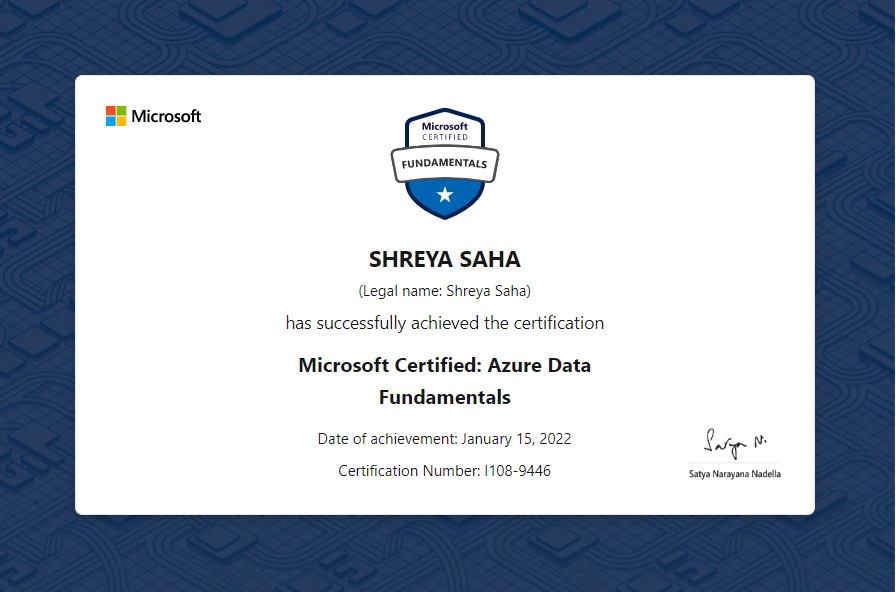 Microsoft
Microsoft
CERTIFIED
FUNDAMENTALS
SHREYA SAHA
(Legal name: Shreya Saha)
has successfully achieved the certification
Microsoft Certified: Azure Data
Fundamentals
Date of achievement: January 15, 2022
Certification Number: I108-9446
Satya N.
Satya Narayana Nadella